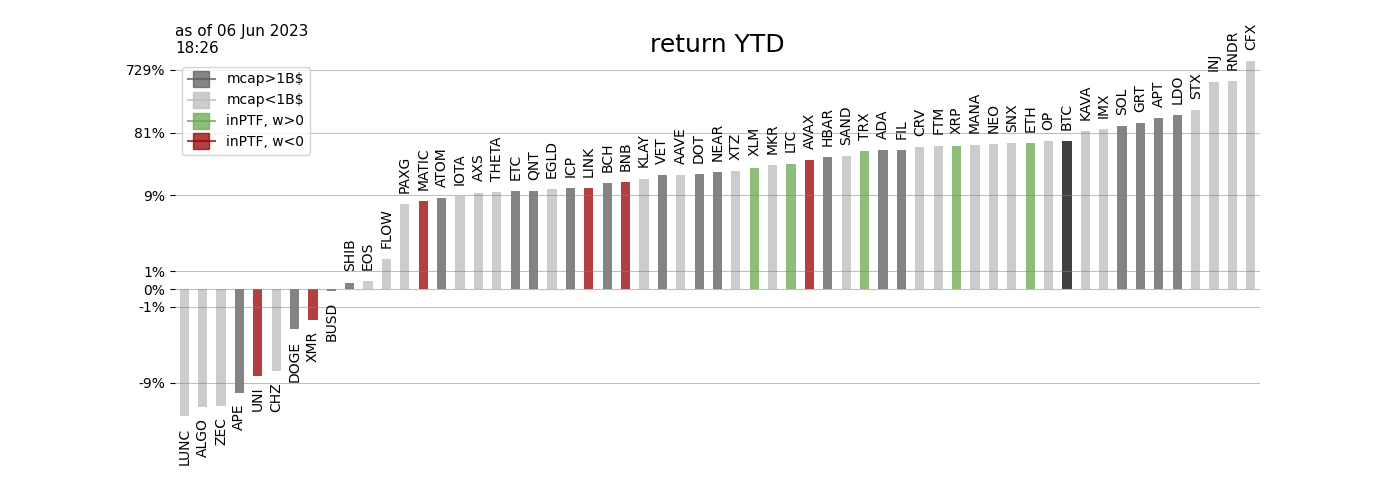 as of 06 Jun 2023
18:26
return YTD
mcap>1B$
mcap<1B$
inPTF, w>0
inPTF, w<0
729%
81%
9%
1%
0%
-1%
-9%
LUNC
ALGO
ZEC
APE
UNI
CHZ
DOGE
XMR
BUSD
SHIB
EOS
FLOW
PAXG
MATIC
ATOM
IOTA
AXS
THETA
ETC
QNT
EGLD
ICP
LINK
BCH
BNB
KLAY
VET
AAVE
DOT
NEAR
XTZ
XLM
MKR
LTC
AVAX
HBAR
SAND
TRX
ADA
FIL
CRV
FTM
XRP
MANA
NEO
SNX
ETH
OP
BTC
KAVA
IMX
SOL
GRT
APT
LDO
STX
INJ
RNDR
CFX